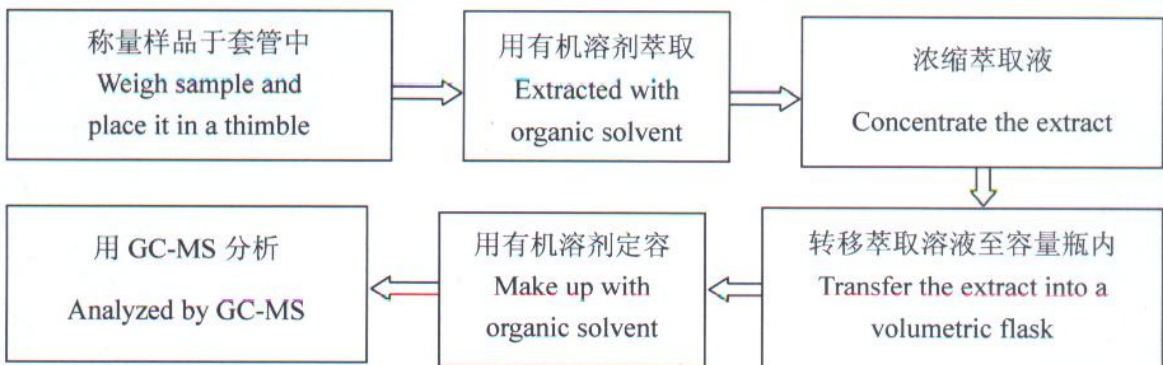 称量样品于套管中
Weigh sample and
place it in a thimble
用有机溶剂萃取
Extracted with
organic solvent
浓缩萃取液
Concentrate the extract
转移萃取溶液至容量瓶内
Transfer the extract into a
volumetric flask
用有机溶剂定容
Make up with
organic solvent
用 GC-MS 分析
Analyzed by GC-MS